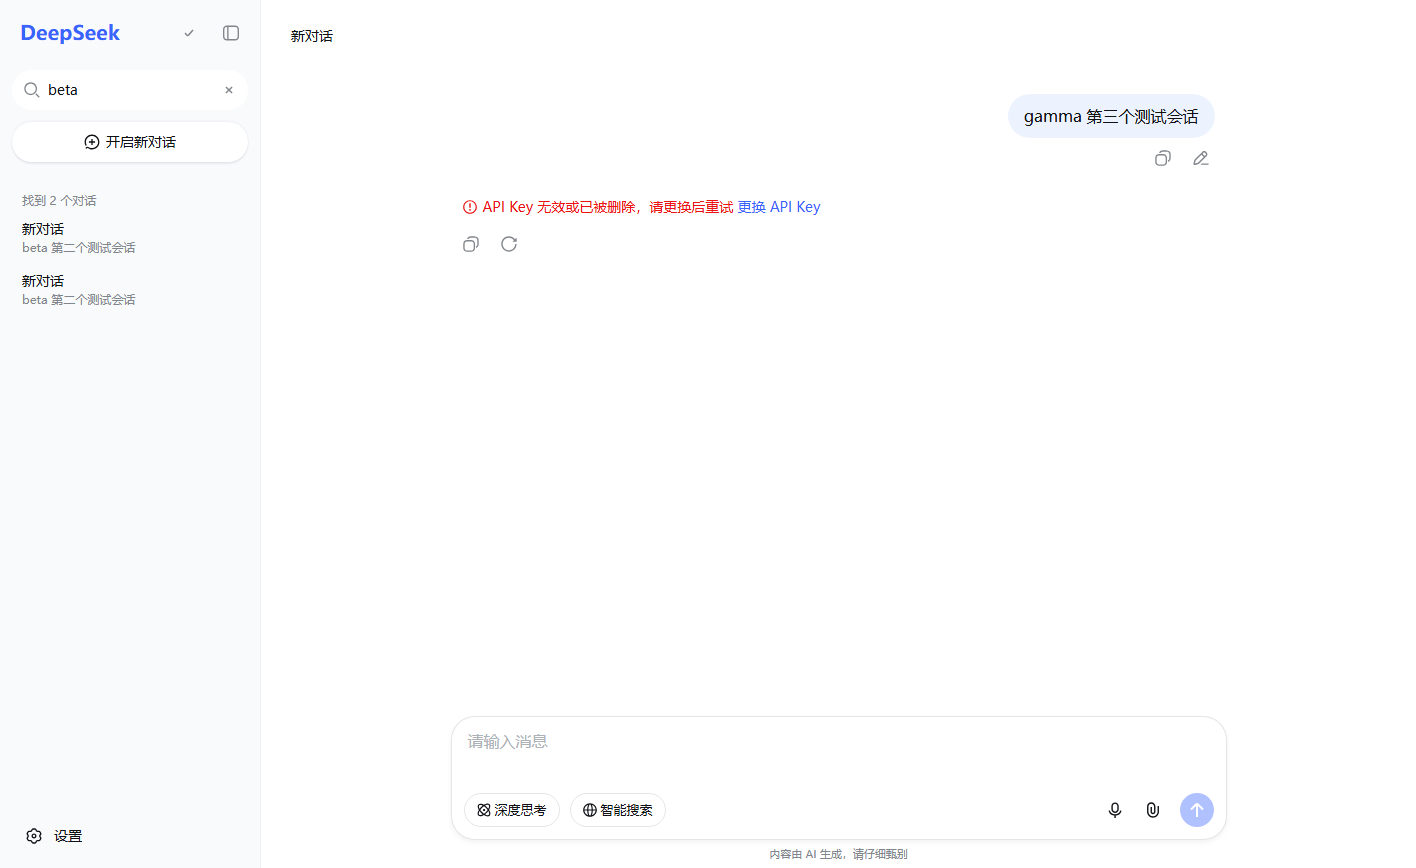 DeepSeek
beta
开启新对话
找到 2 个对话
新对话
beta 第二个测试会话
新对话
beta 第二个测试会话
设置
新对话
gamma 第三个测试会话
API Key 无效或已被删除，请更换后重试 更换 API Key
请输入消息
深度思考
智能搜索
内容由 AI 生成，请仔细甄别